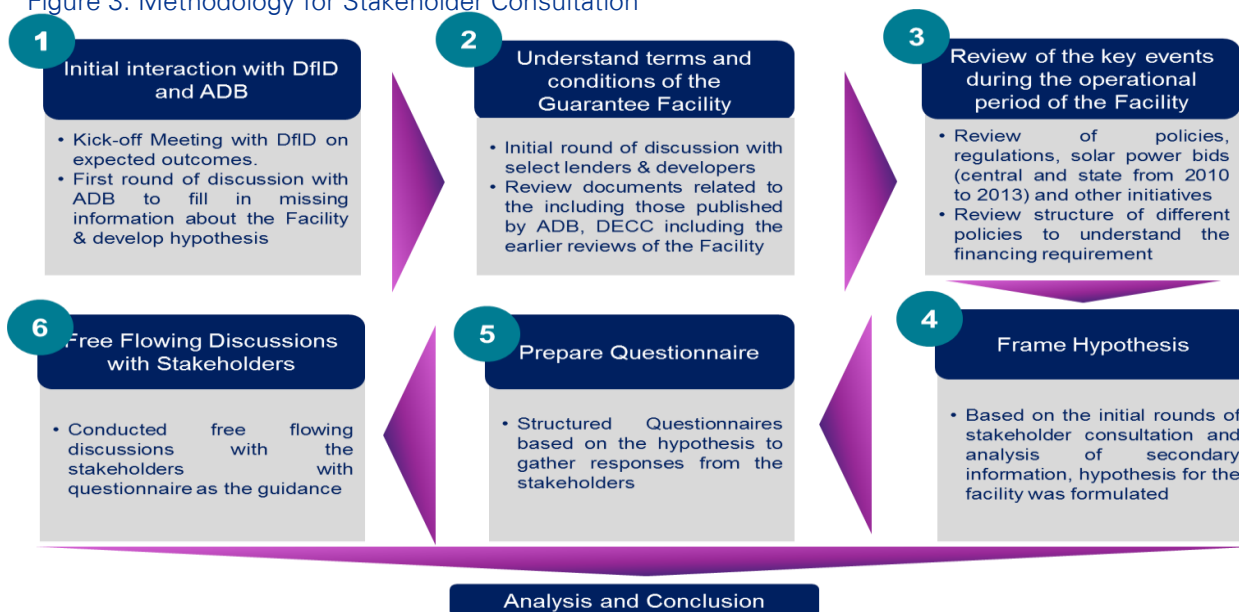 Figure 3: Methodology for Stakeholder Consultation
1
Initial interaction with DfID
and ADB
• Kick-off Meeting with DfID on
expected outcomes.
• First round of discussion with
ADB to fill in missing
information about the Facility
& develop hypothesis
2
Understand terms and
conditions of the
Guarantee Facility
• Initial round of discussion with
select lenders & developers
• Review documents related to
the including those published
by ADB, DECC including the
earlier reviews of the Facility
3
Review of the key events
during the operational
period of the Facility
• Review of policies,
regulations, solar power bids
(central and state from 2010
to 2013) and other initiatives
• Review structure of different
policies to understand the
financing requirement
4
Frame Hypothesis
• Based on the initial rounds of
stakeholder consultation and
analysis of secondary
information, hypothesis for the
facility was formulated
5
Prepare Questionnaire
• Structured Questionnaires
based on the hypothesis to
gather responses from the
stakeholders
6
Free Flowing Discussions
with Stakeholders
• Conducted free flowing
discussions with the
stakeholders with
questionnaire as the guidance
Analysis and Conclusion